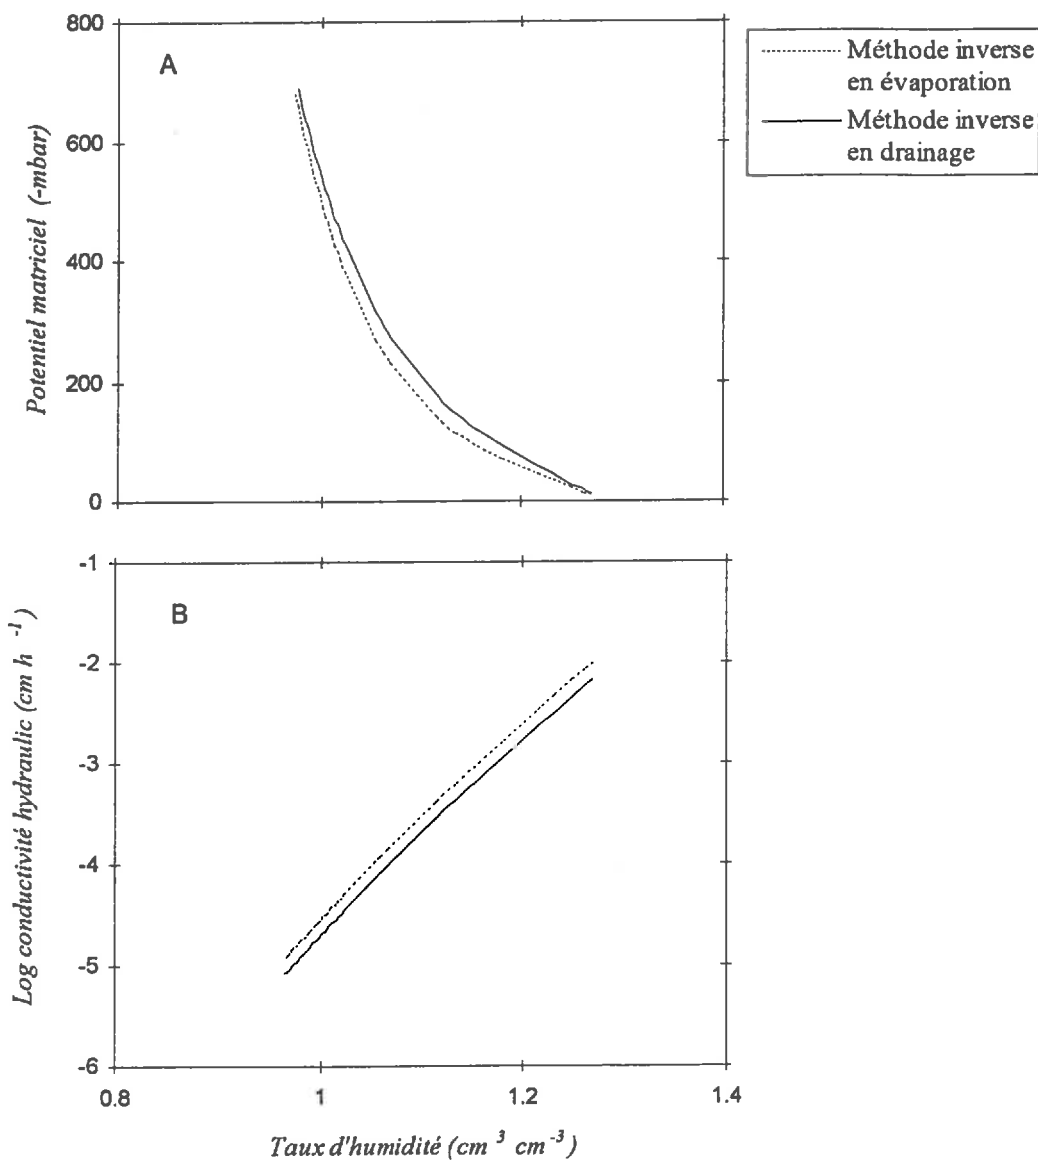 800
A
600
400
200
0
Potentiel matriciel (-mbar)
Méthode inverse
en évaporation
Méthode inverse
en drainage
-1
B
-2
-3
-4
-5
-6
Log conductivité hydraulic (cm h -1)
0.8 1 1.2 1.4
Taux d'humidité (cm 3 cm -3)